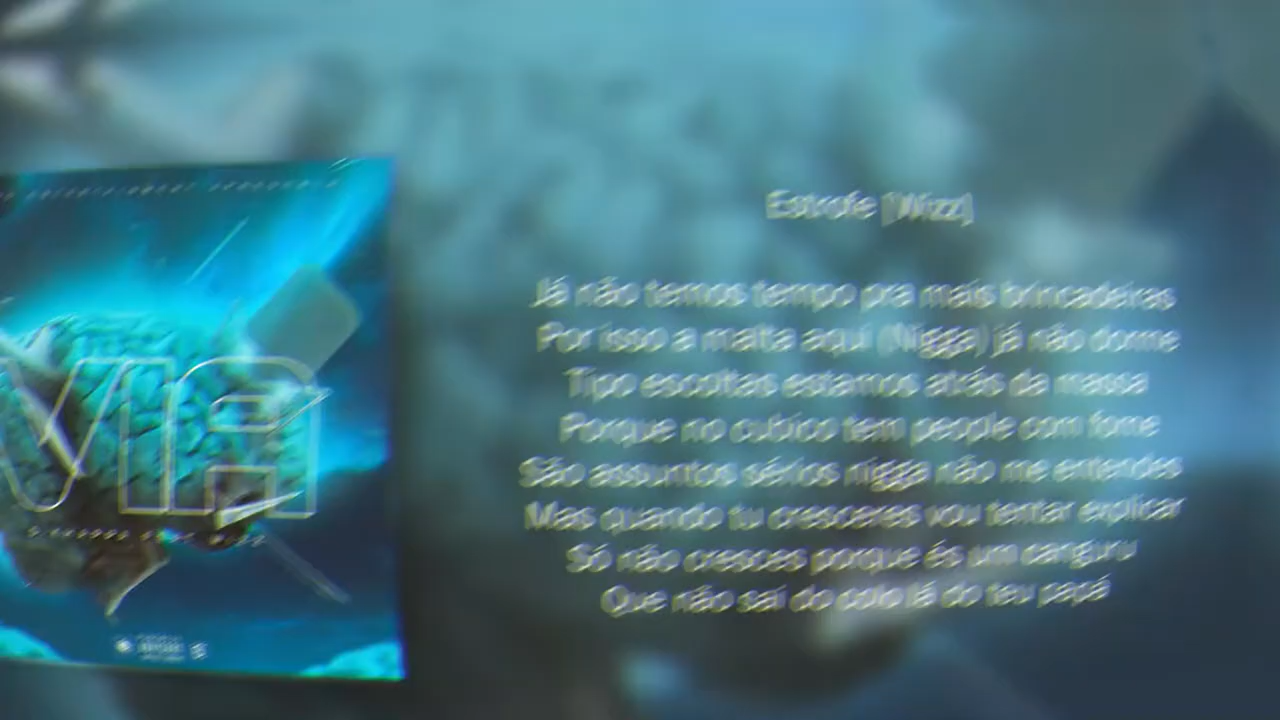 Estrofe (Wizz)
Já não temos tempo pra mais brincadeiras
Por isso a malta aqui (Nigga) já não dorme
Tipo escoltas estamos atrás da massa
Porque no cubico tem people com fome
São assuntos sérios nigga não me entendes
Mas quando tu cresceres vou tentar explicar
Só não cresces porque és um canguru
Que não sai do colo lá do teu papá